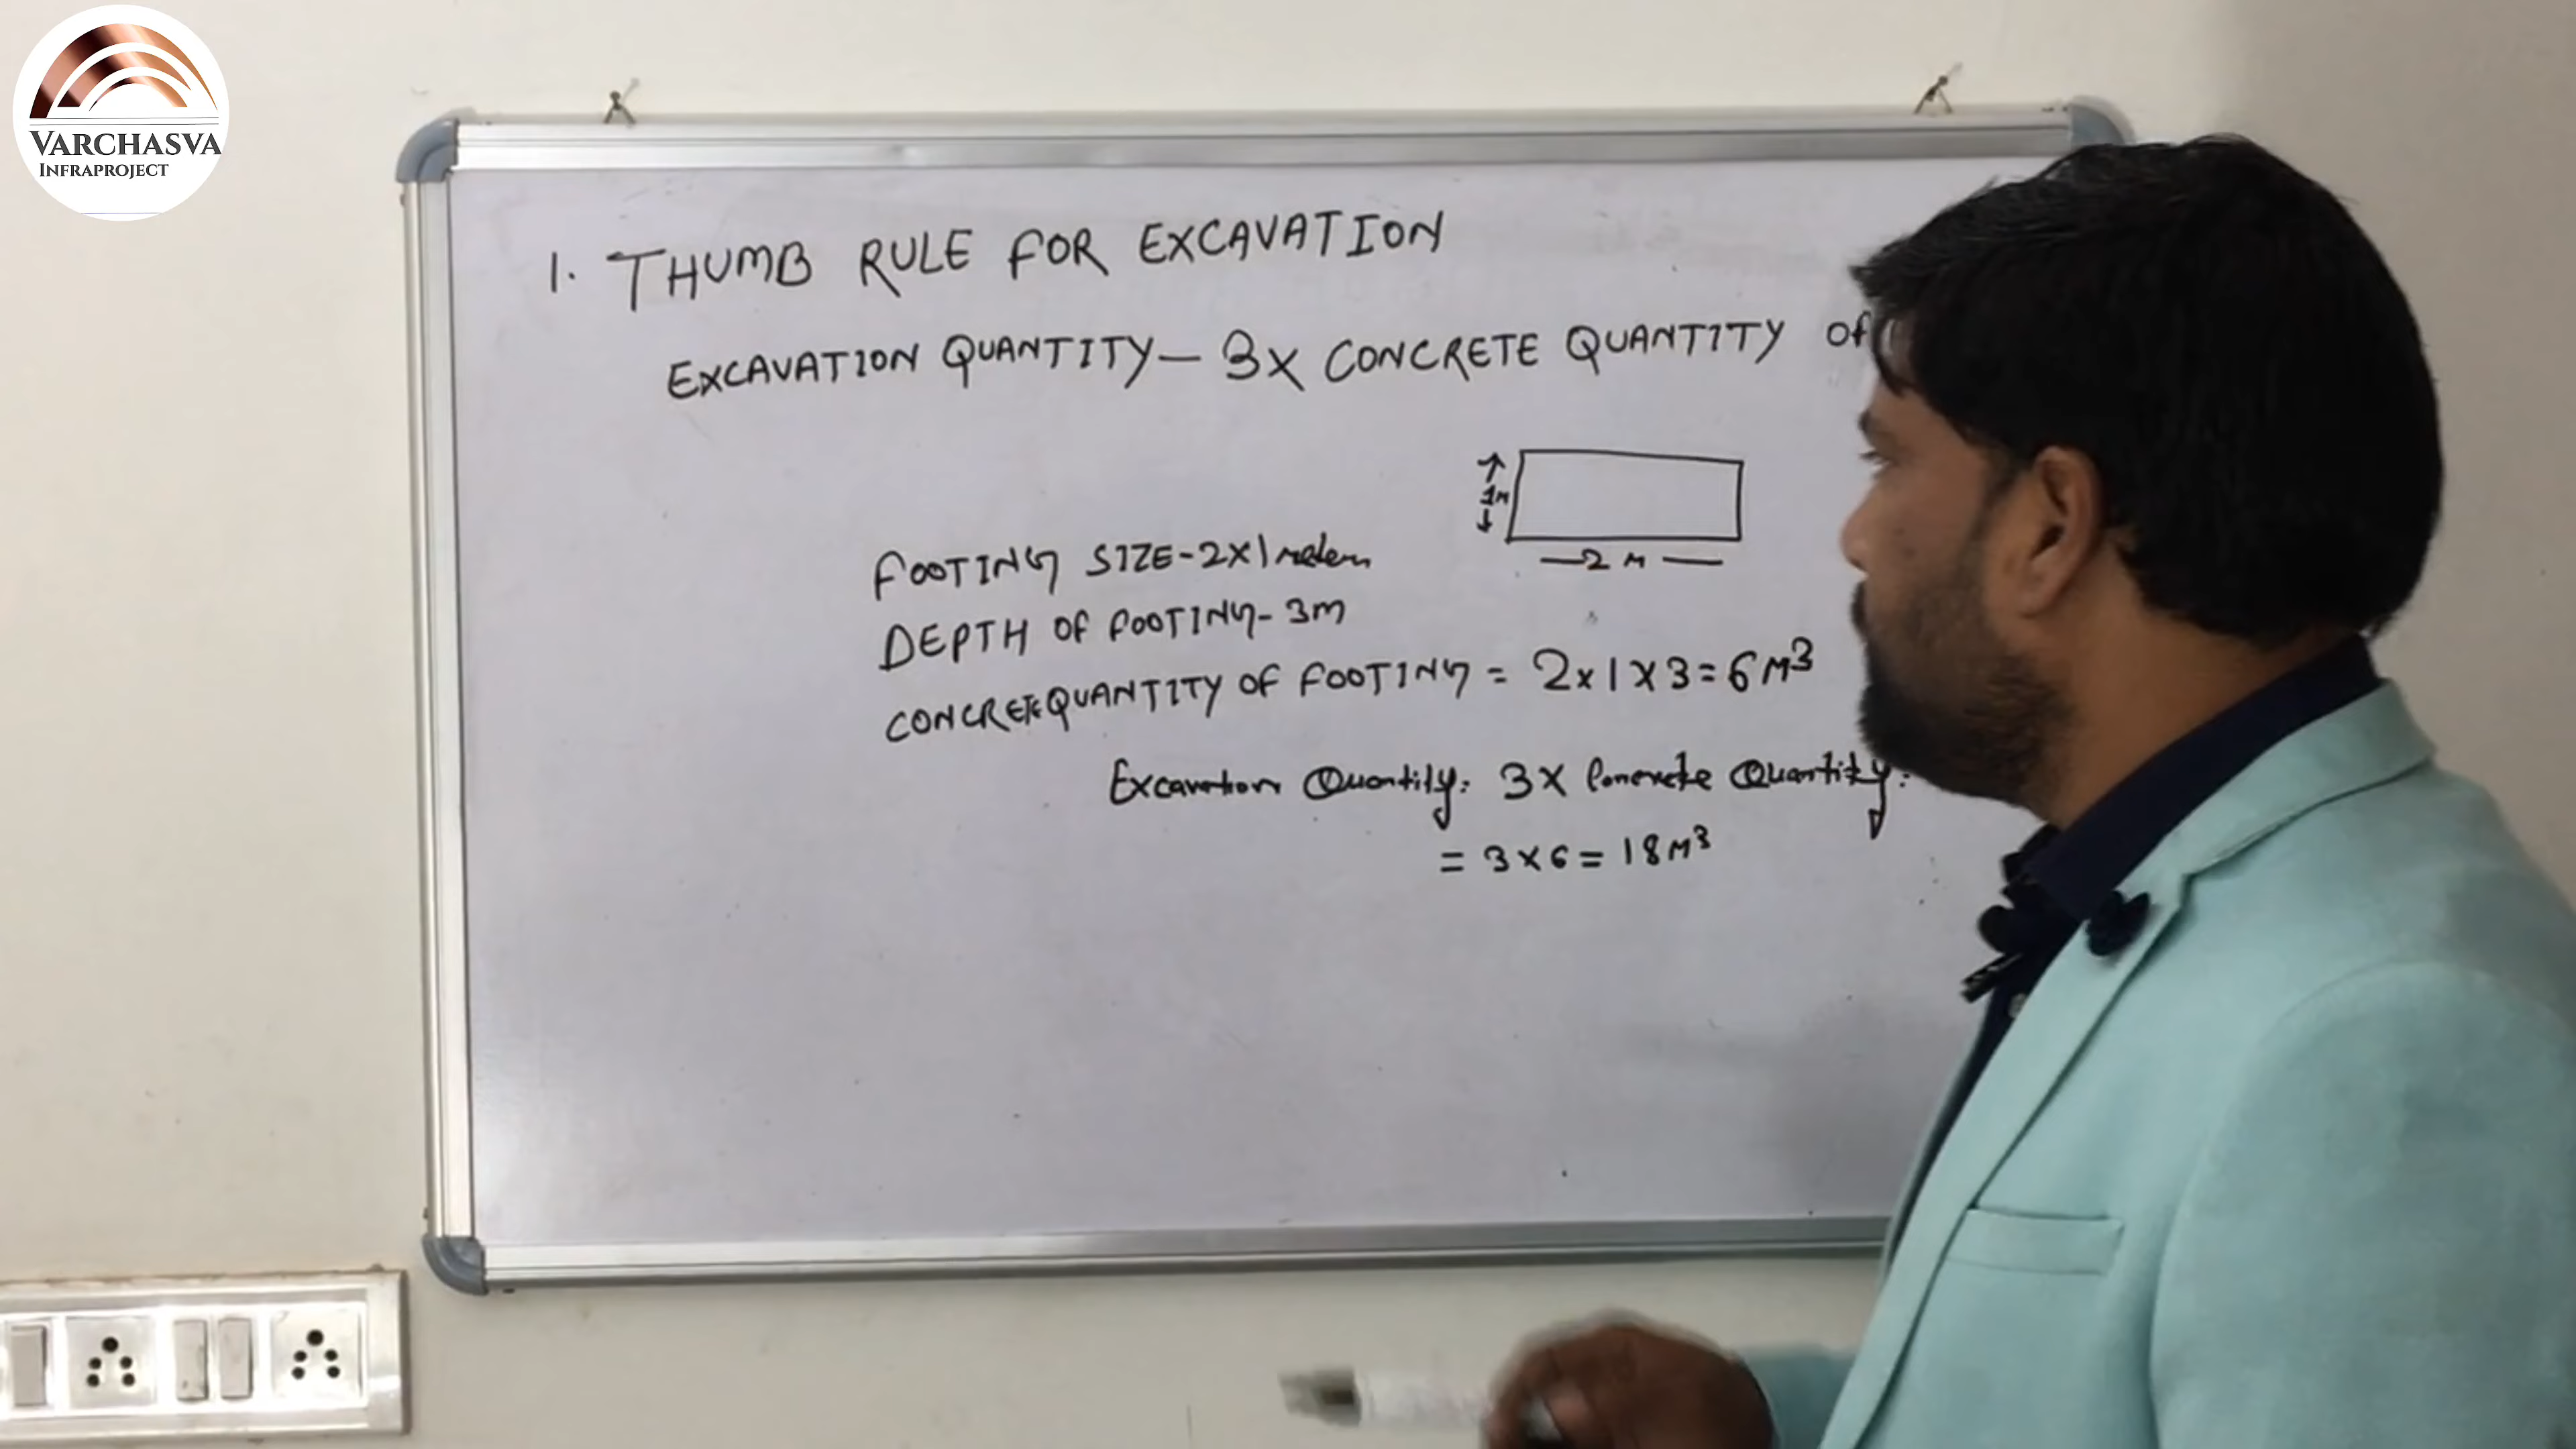 VARCHASVA
INFRAPROJECT
1. THUMB RULE FOR EXCAVATION
EXCAVATION QUANTITY- 3X CONCRETE QUANTITY OF
1M
2 M
FOOTING SIZE-2X1 meter
DEPTH OF FOOTING- 3M
CONCRETE QUANTITY OF FOOTING = 2x1x3=6M³
Excavation Quantity: 3X Concrete Quantity:
= 3x6= 18M³